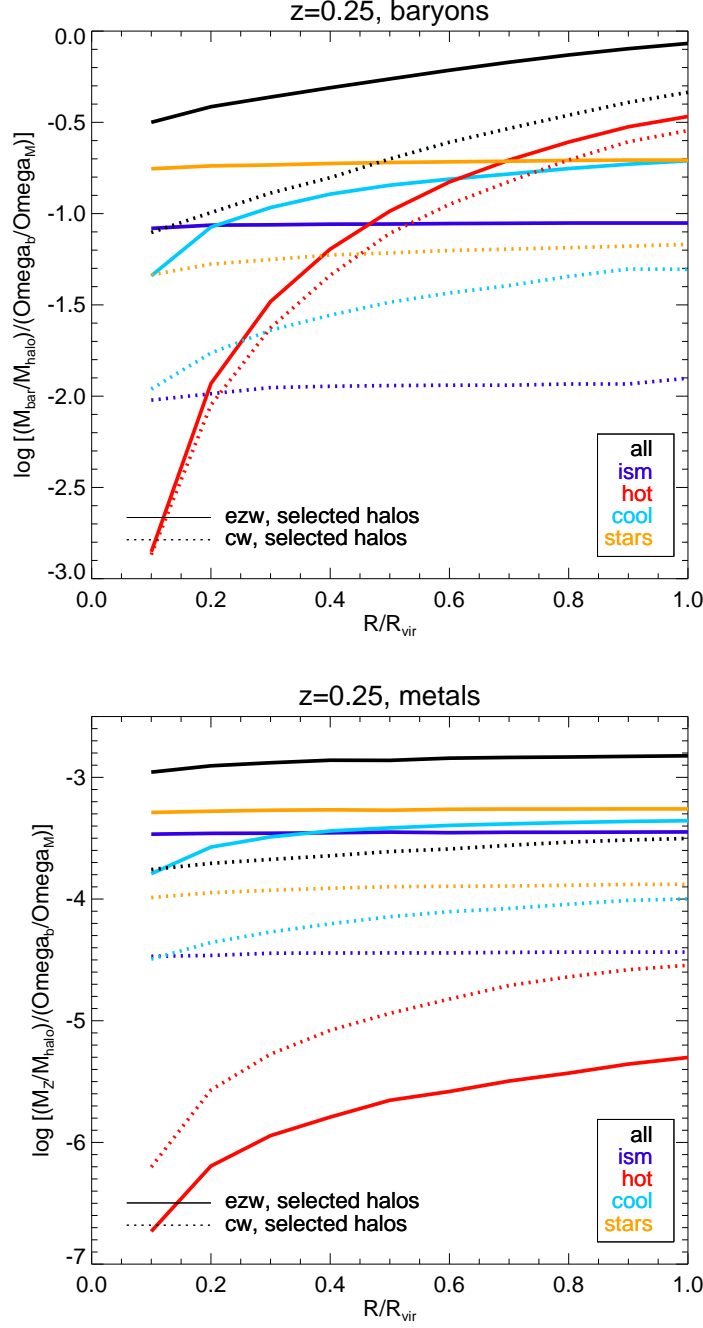 z=0.25, baryons
log [(M_bar/M_halo)/(Omega_b/Omega_M)]
0.0
-0.5
-1.0
-1.5
-2.0
-2.5
-3.0
all
ism
hot
cool
stars
ezw, selected halos
cw, selected halos
0.0 0.2 0.4 0.6 0.8 1.0
R/R_vir
z=0.25, metals
log [(M_Z/M_halo)/(Omega_b/Omega_M)]
-3
-4
-5
-6
-7
all
ism
hot
cool
stars
ezw, selected halos
cw, selected halos
0.0 0.2 0.4 0.6 0.8 1.0
R/R_vir